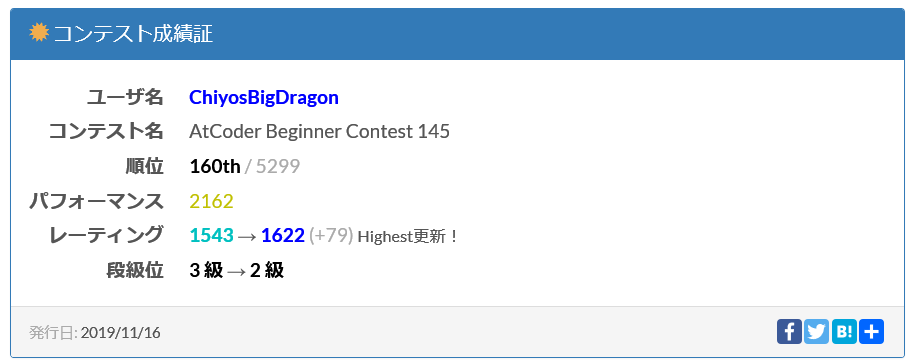 コンテスト成績証
ユーザ名 ChiyosBigDragon
コンテスト名 AtCoder Beginner Contest 145
順位 160th / 5299
パフォーマンス 2162
レーティング 1543 → 1622 (+79) Highest更新！
段級位 3 級 → 2 級
発行日: 2019/11/16 B!